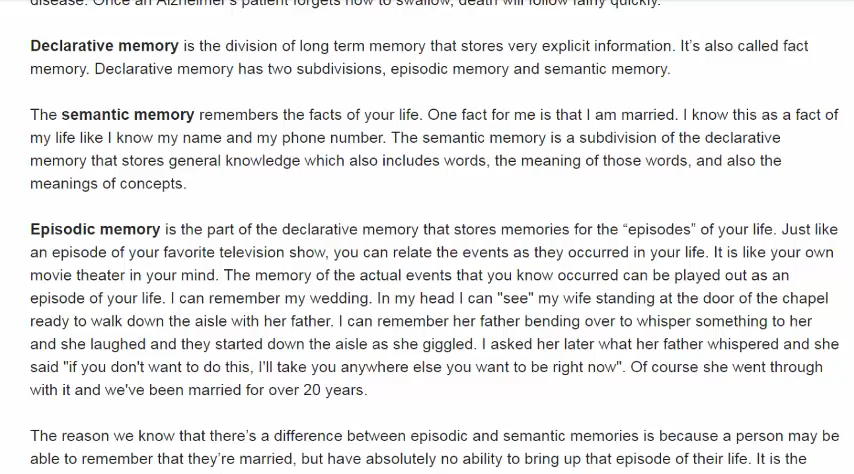 disease. Once an Alzheimer's patient forgets how to swallow, death will follow fairly quickly.
Declarative memory is the division of long term memory that stores very explicit information. It’s also called fact
memory. Declarative memory has two subdivisions, episodic memory and semantic memory.
The semantic memory remembers the facts of your life. One fact for me is that I am married. I know this as a fact of
my life like I know my name and my phone number. The semantic memory is a subdivision of the declarative
memory that stores general knowledge which also includes words, the meaning of those words, and also the
meanings of concepts.
Episodic memory is the part of the declarative memory that stores memories for the “episodes” of your life. Just like
an episode of your favorite television show, you can relate the events as they occurred in your life. It is like your own
movie theater in your mind. The memory of the actual events that you know occurred can be played out as an
episode of your life. I can remember my wedding. In my head I can "see" my wife standing at the door of the chapel
ready to walk down the aisle with her father. I can remember her father bending over to whisper something to her
and she laughed and they started down the aisle as she giggled. I asked her later what her father whispered and she
said "if you don't want to do this, I'll take you anywhere else you want to be right now". Of course she went through
with it and we've been married for over 20 years.
The reason we know that there’s a difference between episodic and semantic memories is because a person may be
able to remember that they’re married, but have absolutely no ability to bring up that episode of their life. It is the